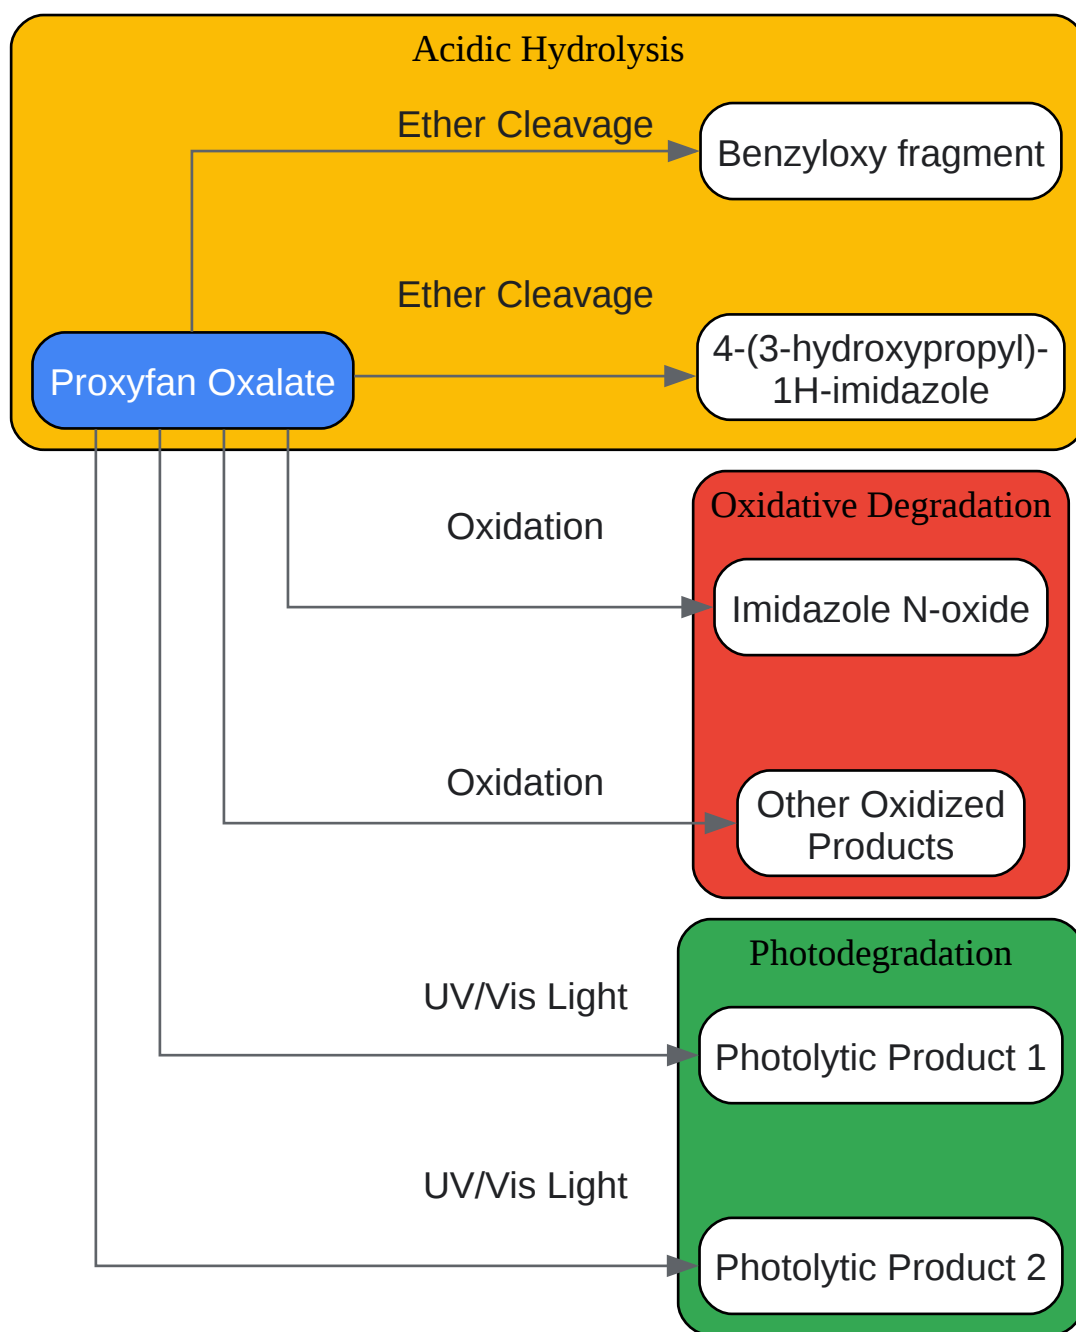 Acidic Hydrolysis
Ether Cleavage
Benzyloxy fragment
Ether Cleavage
Proxyfan Oxalate
4-(3-hydroxypropyl)-
1H-imidazole
Oxidative Degradation
Oxidation
Imidazole N-oxide
Oxidation
Other Oxidized
Products
Photodegradation
UV/Vis Light
Photolytic Product 1
UV/Vis Light
Photolytic Product 2